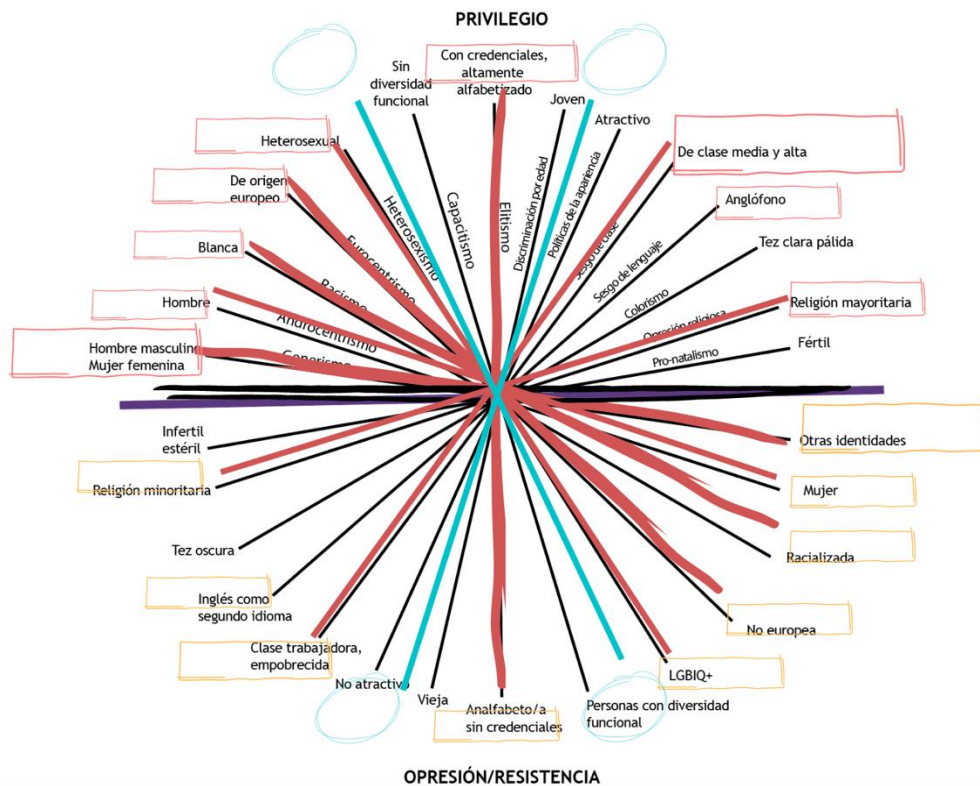 PRIVILEGIO
Con credenciales,
altamente
alfabetizado
Sin
diversidad
funcional
Joven
Atractivo
Heterosexual
De clase media y alta
De origen
europeo
Anglófono
Blanca
Tez clara pálida
Hombre
Religión mayoritaria
Hombre masculino
Mujer femenina
Fértil
Generismo
Androcentrismo
Racismo
Eurocentrismo
Heterosexismo
Capacitismo
Elitismo
Discriminación por edad
Políticas de la apariencia
Sesgo de clase
Sesgo de lenguaje
Colorismo
Opresión religiosa
Pro-natalismo
Infertil
estéril
Otras identidades
Religión minoritaria
Mujer
Tez oscura
Racializada
Inglés como
segundo idioma
No europea
Clase trabajadora,
empobrecida
LGBIQ+
No atractivo
Vieja
Analfabeto/a
sin credenciales
Personas con diversidad
funcional
OPRESIÓN/RESISTENCIA